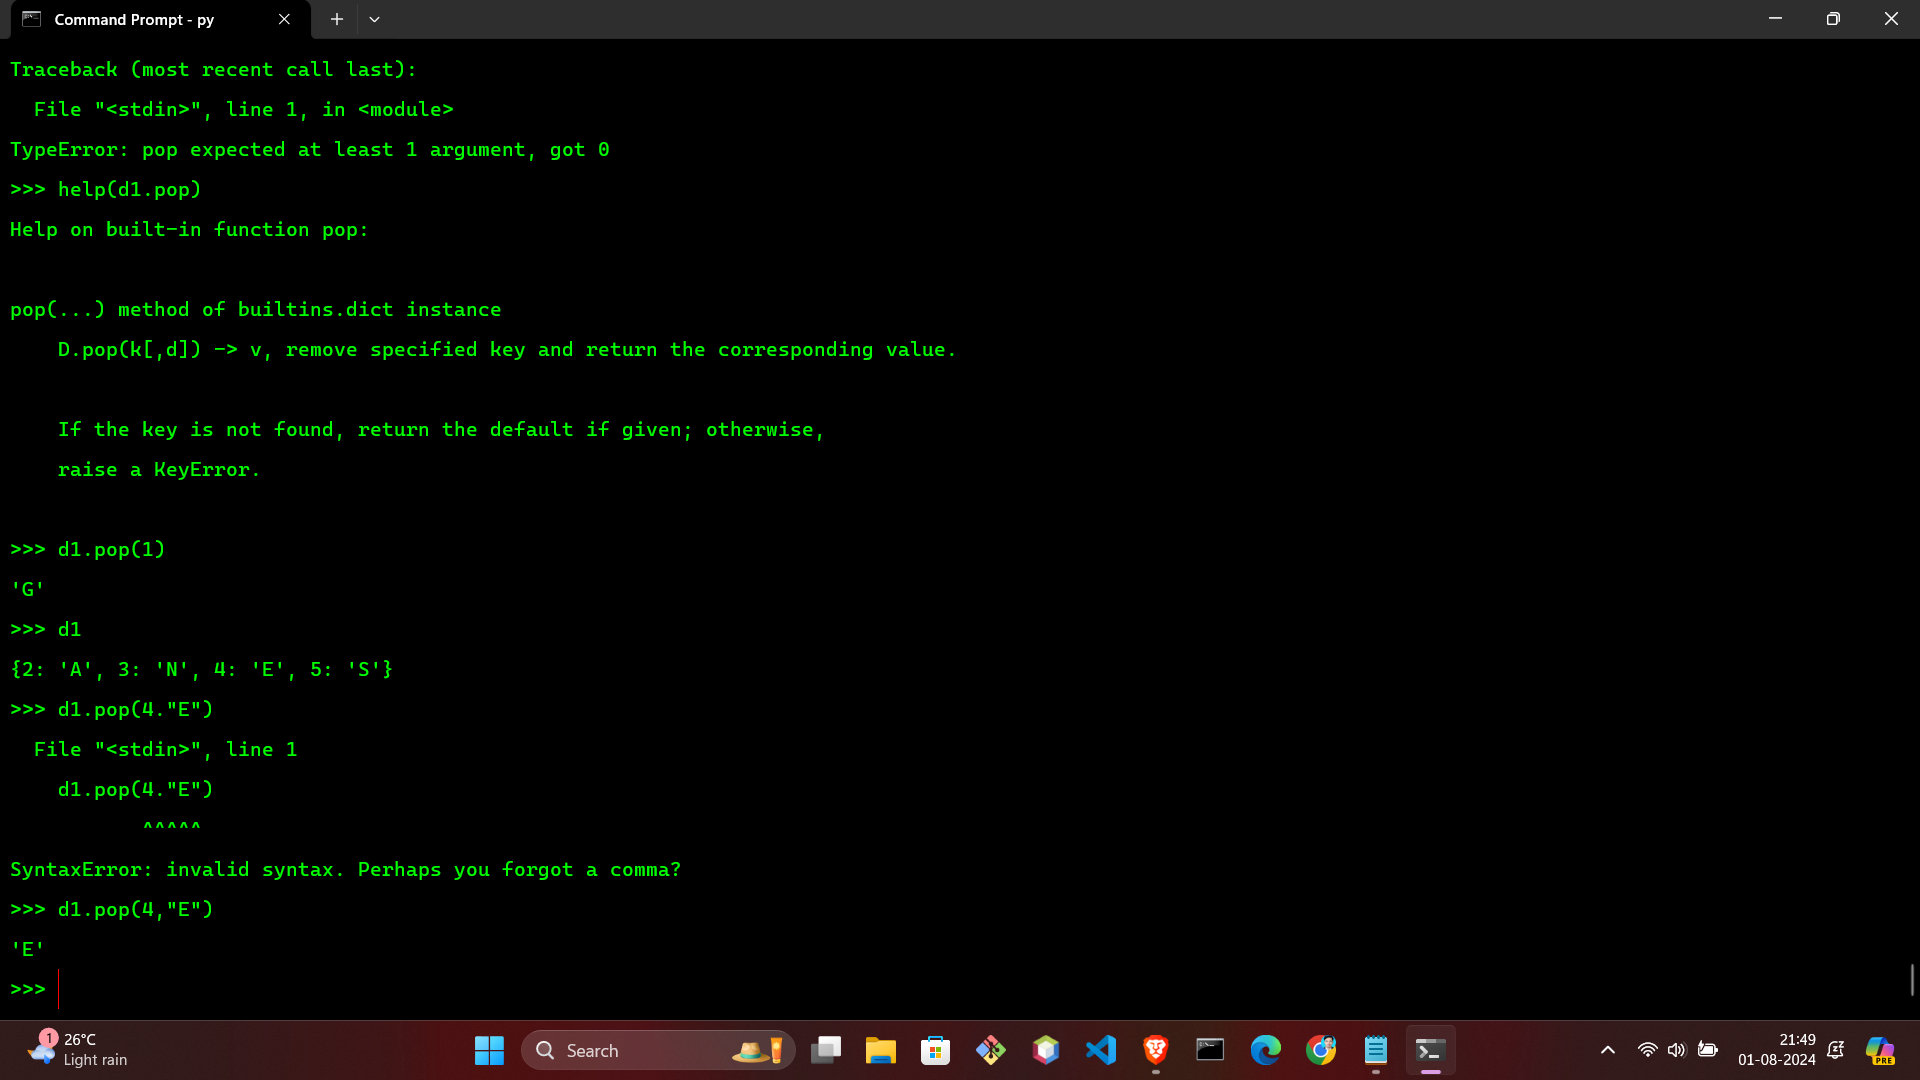 Command Prompt - py
Traceback (most recent call last):
  File "<stdin>", line 1, in <module>
TypeError: pop expected at least 1 argument, got 0
>>> help(d1.pop)
Help on built-in function pop:

pop(...) method of builtins.dict instance
    D.pop(k[,d]) -> v, remove specified key and return the corresponding value.

    If the key is not found, return the default if given; otherwise,
    raise a KeyError.

>>> d1.pop(1)
'G'
>>> d1
{2: 'A', 3: 'N', 4: 'E', 5: 'S'}
>>> d1.pop(4."E")
  File "<stdin>", line 1
    d1.pop(4."E")
           ^^^^^
SyntaxError: invalid syntax. Perhaps you forgot a comma?
>>> d1.pop(4,"E")
'E'
>>>
1
26°C
Light rain
Search
21:49
01-08-2024
PRE